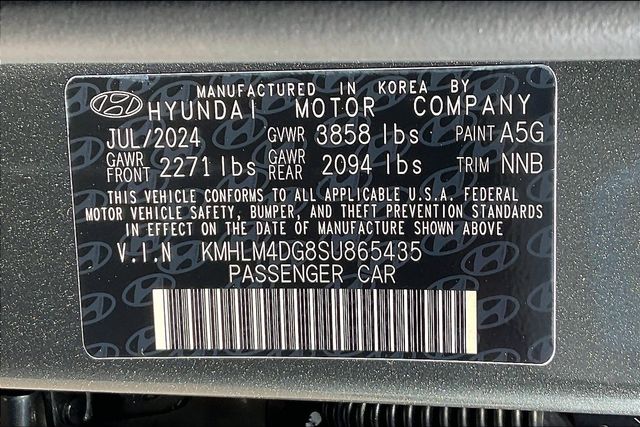 MANUFACTURED IN KOREA BY
HYUNDAI MOTOR COMPANY
JUL/2024 GVWR 3858 lbs PAINT A5G
GAWR FRONT 2271 lbs GAWR REAR 2094 lbs TRIM NNB
THIS VEHICLE CONFORMS TO ALL APPLICABLE U.S.A. FEDERAL
MOTOR VEHICLE SAFETY, BUMPER, AND THEFT PREVENTION STANDARDS
IN EFFECT ON THE DATE OF MANUFACTURE SHOWN ABOVE
V.I.N KMHLM4DG8SU865435
PASSENGER CAR